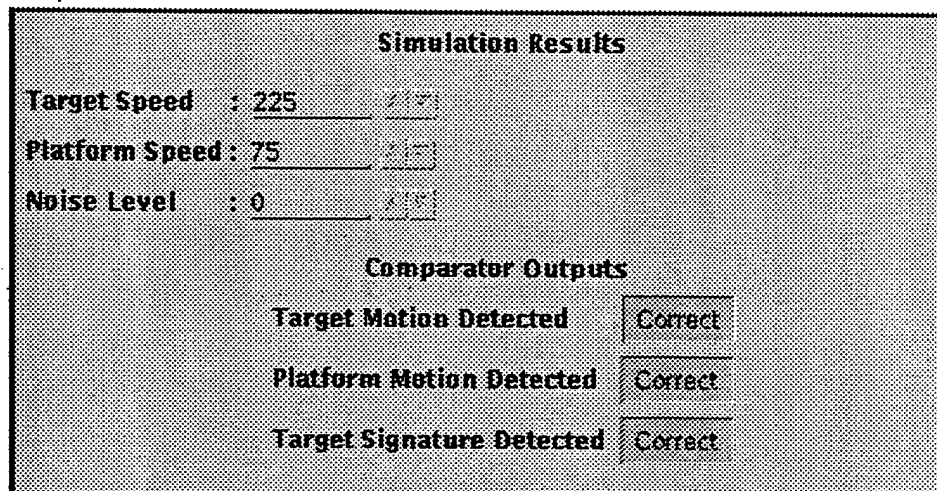 Simulation Results
Target Speed : 225
Platform Speed : 75
Noise Level : 0
Comparator Outputs
Target Motion Detected Correct
Platform Motion Detected Correct
Target Signature Detected Correct